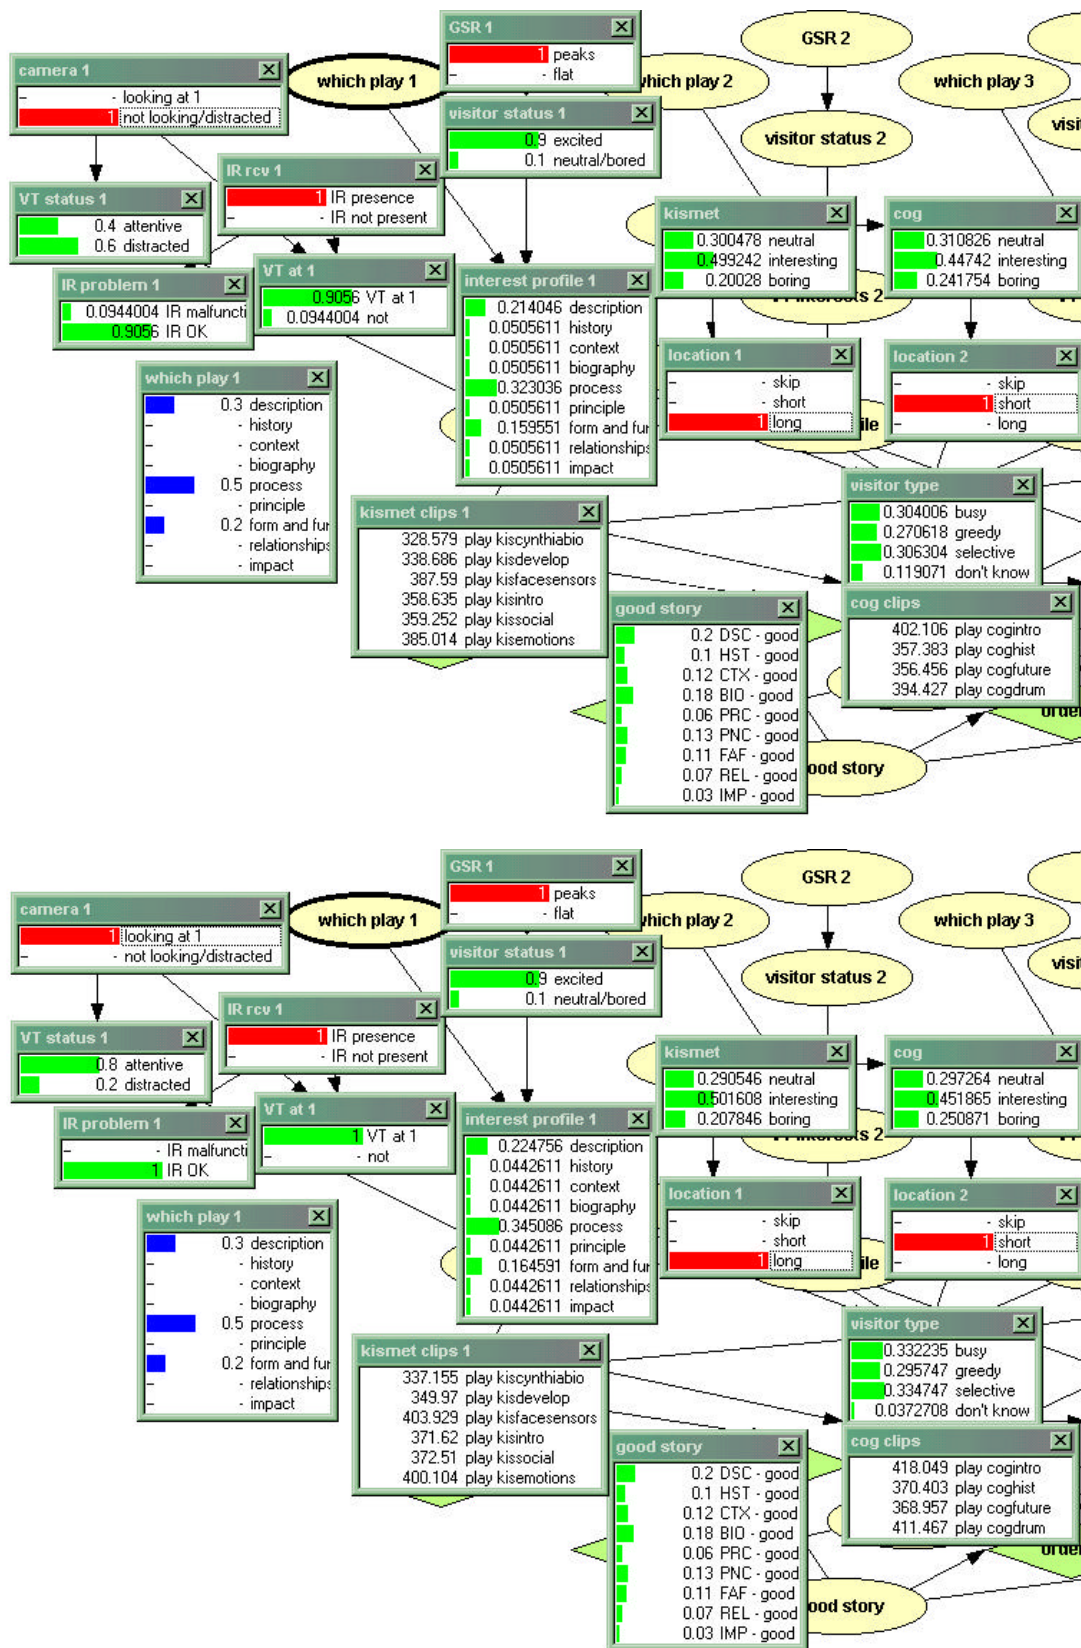 GSR 1
1 peaks
- flat
GSR 2
camera 1
- looking at 1
1 not looking/distracted
which play 1
which play 2
which play 3
visitor status 1
0.9 excited
0.1 neutral/bored
visitor status 2
IR rcv 1
1 IR presence
- IR not present
VT status 1
0.4 attentive
0.6 distracted
kismet
0.300478 neutral
0.499242 interesting
0.20028 boring
cog
0.310826 neutral
0.44742 interesting
0.241754 boring
IR problem 1
0.0944004 IR malfuncti
0.9056 IR OK
VT at 1
0.9056 VT at 1
0.0944004 not
interest profile 1
0.214046 description
0.0505611 history
0.0505611 context
0.0505611 biography
0.323036 process
0.0505611 principle
0.159551 form and fur
0.0505611 relationships
0.0505611 impact
location 1
- skip
- short
1 long
location 2
- skip
1 short
- long
which play 1
0.3 description
- history
- context
- biography
0.5 process
- principle
0.2 form and fur
- relationships
- impact
visitor type
0.304006 busy
0.270618 greedy
0.306304 selective
0.119071 don't know
kismet clips 1
328.579 play kiscynthiabio
338.686 play kisdevelop
387.59 play kisfacesensors
358.635 play kisintro
359.252 play kissocial
385.014 play kisemotions
good story
0.2 DSC - good
0.1 HST - good
0.12 CTX - good
0.18 BIO - good
0.06 PRC - good
0.13 PNC - good
0.11 FAF - good
0.07 REL - good
0.03 IMP - good
cog clips
402.106 play cogintro
357.383 play coghist
356.456 play cogfuture
394.427 play cogdrum
ood story
GSR 1
1 peaks
- flat
GSR 2
camera 1
1 looking at 1
- not looking/distracted
which play 1
which play 2
which play 3
visitor status 1
0.9 excited
0.1 neutral/bored
visitor status 2
IR rcv 1
1 IR presence
- IR not present
VT status 1
0.8 attentive
0.2 distracted
kismet
0.290546 neutral
0.501608 interesting
0.207846 boring
cog
0.297264 neutral
0.451865 interesting
0.250871 boring
IR problem 1
- IR malfuncti
1 IR OK
VT at 1
1 VT at 1
- not
interest profile 1
0.224756 description
0.0442611 history
0.0442611 context
0.0442611 biography
0.345086 process
0.0442611 principle
0.164591 form and fur
0.0442611 relationships
0.0442611 impact
location 1
- skip
- short
1 long
location 2
- skip
1 short
- long
which play 1
0.3 description
- history
- context
- biography
0.5 process
- principle
0.2 form and fur
- relationships
- impact
visitor type
0.332235 busy
0.295747 greedy
0.334747 selective
0.0372708 don't know
kismet clips 1
337.155 play kiscynthiabio
349.97 play kisdevelop
403.929 play kisfacesensors
371.62 play kisintro
372.51 play kissocial
400.104 play kisemotions
good story
0.2 DSC - good
0.1 HST - good
0.12 CTX - good
0.18 BIO - good
0.06 PRC - good
0.13 PNC - good
0.11 FAF - good
0.07 REL - good
0.03 IMP - good
cog clips
418.049 play cogintro
370.403 play coghist
368.957 play cogfuture
411.467 play cogdrum
ood story